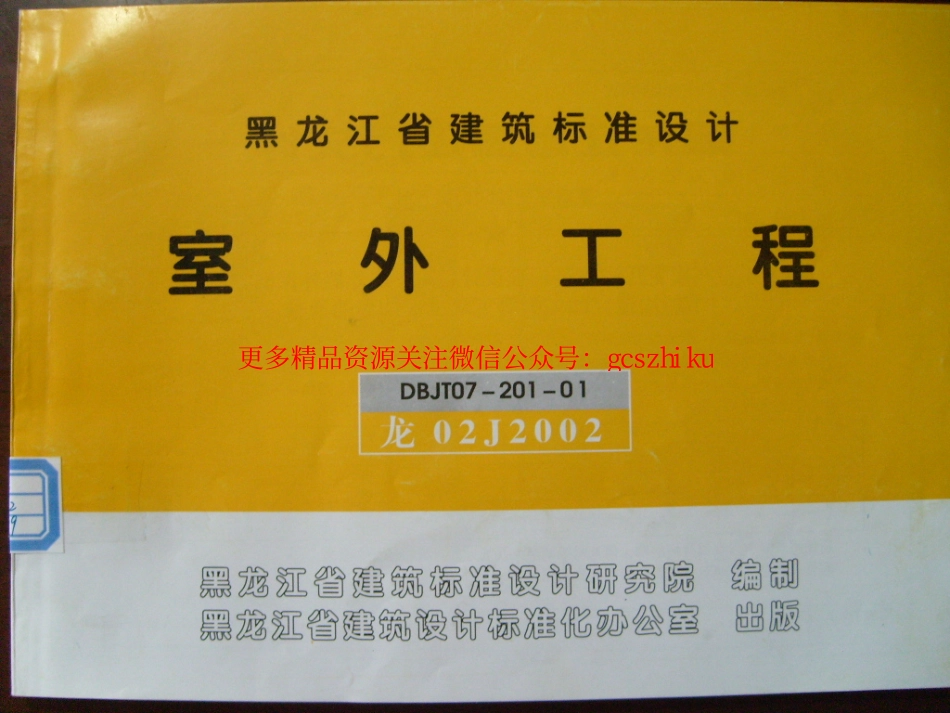 黑龙江省建筑标准设计
室外工程
更多精品资源关注微信公众号：gcszhiku
DBJT07-201-01
龙 02J2002
2
9
黑龙江省建筑标准设计研究院 编制
黑龙江省建筑设计标准化办公室 出版